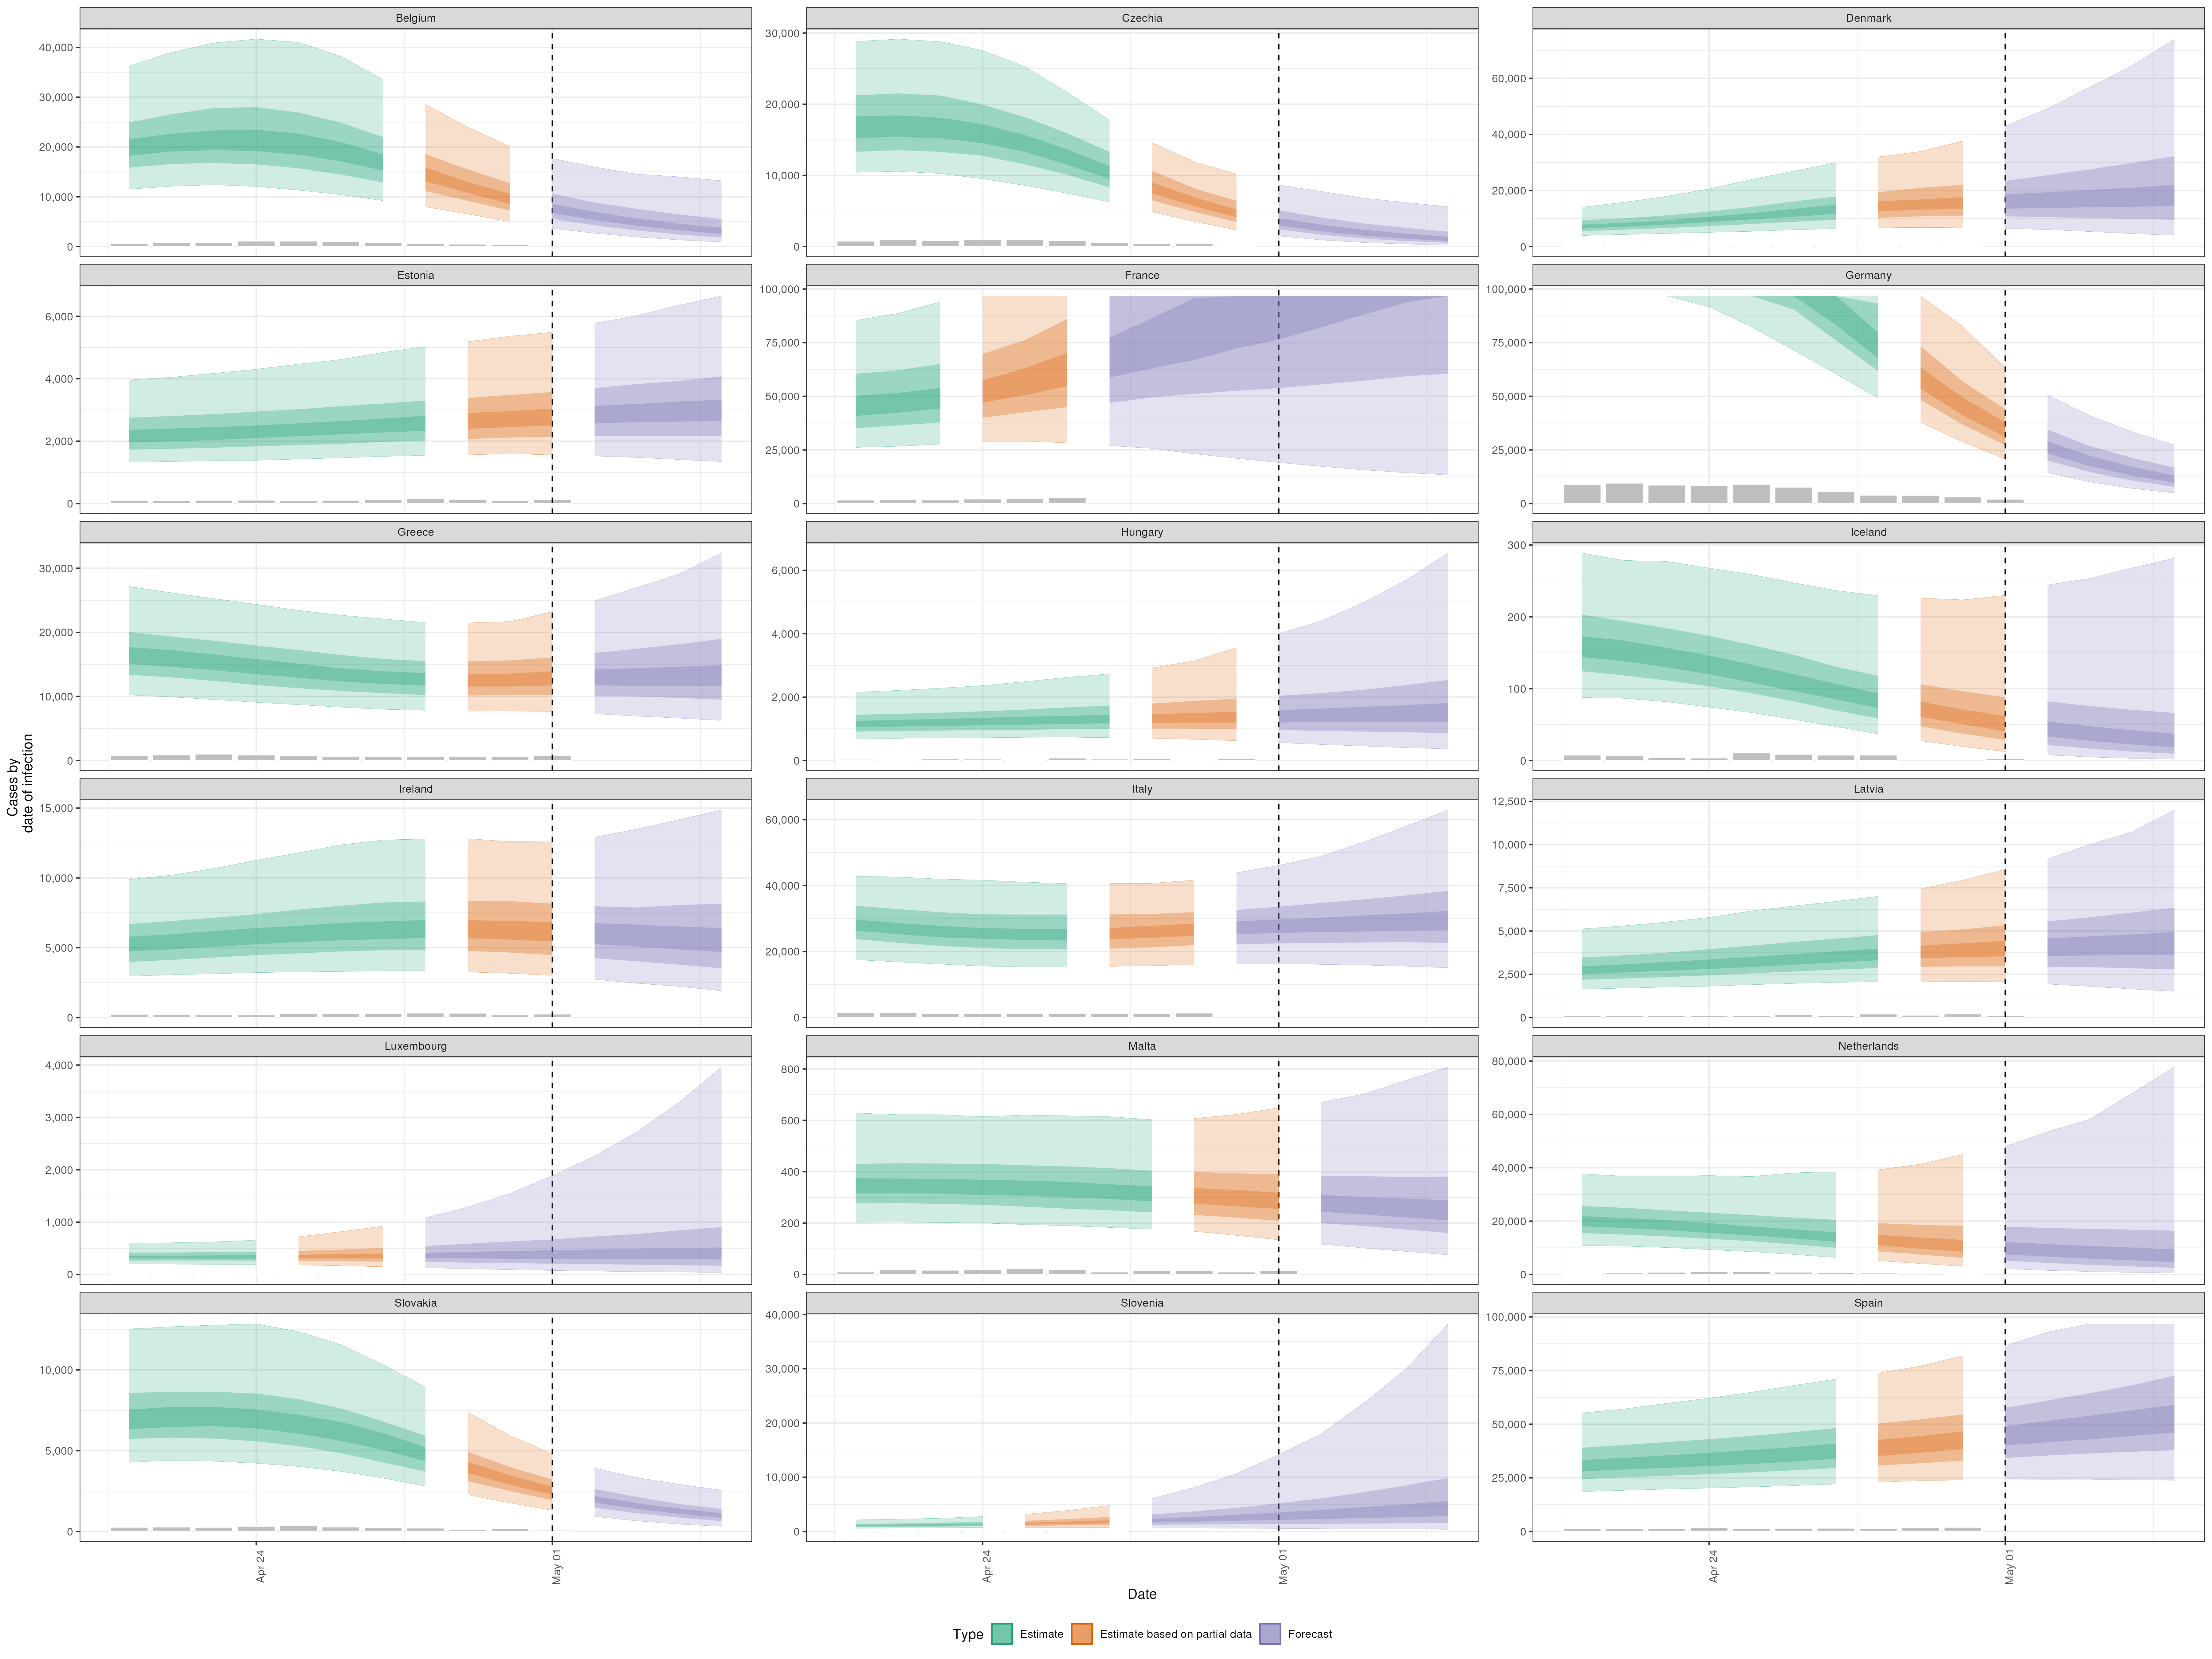 Belgium
Czechia
Denmark
40,000
30,000
20,000
10,000
0
30,000
20,000
10,000
0
60,000
40,000
20,000
0
Estonia
France
Germany
6,000
4,000
2,000
0
100,000
75,000
50,000
25,000
0
100,000
75,000
50,000
25,000
0
Greece
Hungary
Iceland
30,000
20,000
10,000
0
6,000
4,000
2,000
0
300
200
100
0
Cases by
date of infection
Ireland
Italy
Latvia
15,000
10,000
5,000
0
60,000
40,000
20,000
0
12,500
10,000
7,500
5,000
2,500
0
Luxembourg
Malta
Netherlands
4,000
3,000
2,000
1,000
0
800
600
400
200
0
80,000
60,000
40,000
20,000
0
Slovakia
Slovenia
Spain
10,000
5,000
0
40,000
30,000
20,000
10,000
0
100,000
75,000
50,000
25,000
0
Apr 24
May 01
Apr 24
May 01
Apr 24
May 01
Date
Type Estimate Estimate based on partial data Forecast